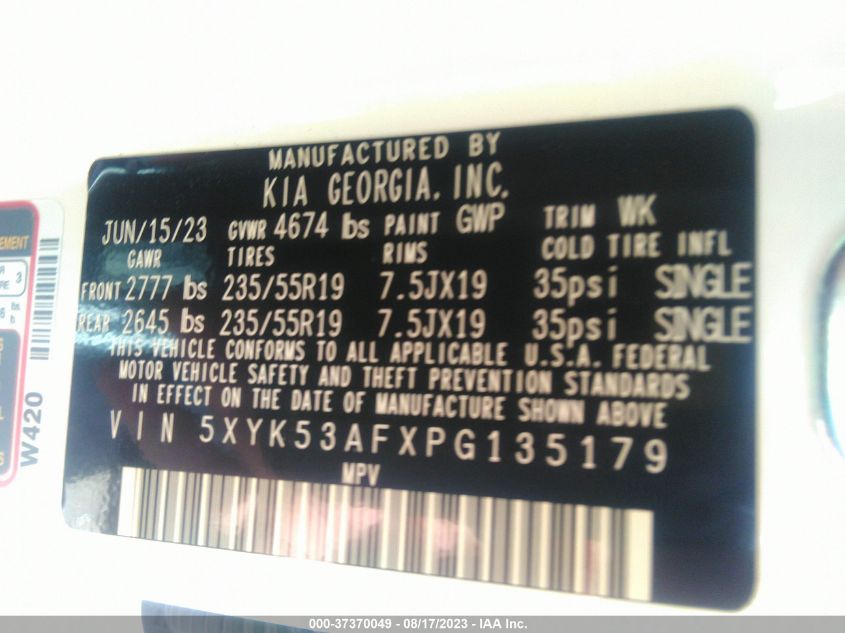 MANUFACTURED BY
KIA GEORGIA, INC.
JUN/15/23 GVWR 4674 lbs PAINT GWP TRIM WK
GAWR TIRES RIMS COLD TIRE INFL
FRONT 2777 lbs 235/55R19 7.5JX19 35psi SINGLE
REAR 2645 lbs 235/55R19 7.5JX19 35psi SINGLE
THIS VEHICLE CONFORMS TO ALL APPLICABLE U.S.A. FEDERAL
MOTOR VEHICLE SAFETY AND THEFT PREVENTION STANDARDS
IN EFFECT ON THE DATE OF MANUFACTURE SHOWN ABOVE
VIN 5XYK53AFXPG135179
MPV
W420
000-37370049 - 08/17/2023 - IAA Inc.